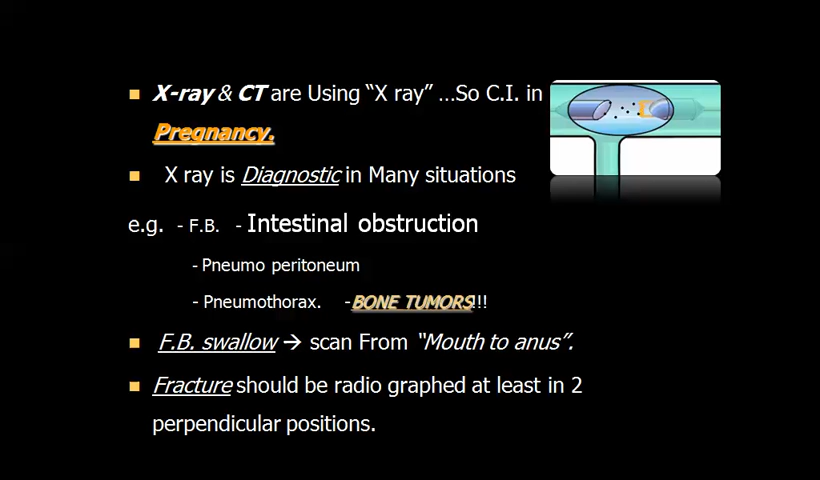 X-ray & CT are Using “X ray” ...So C.I. in
Pregnancy.
X ray is Diagnostic in Many situations
e.g. - F.B. - Intestinal obstruction
- Pneumo peritoneum
- Pneumothorax. -BONE TUMORS!!!
F.B. swallow → scan From “Mouth to anus”.
Fracture should be radio graphed at least in 2
perpendicular positions.